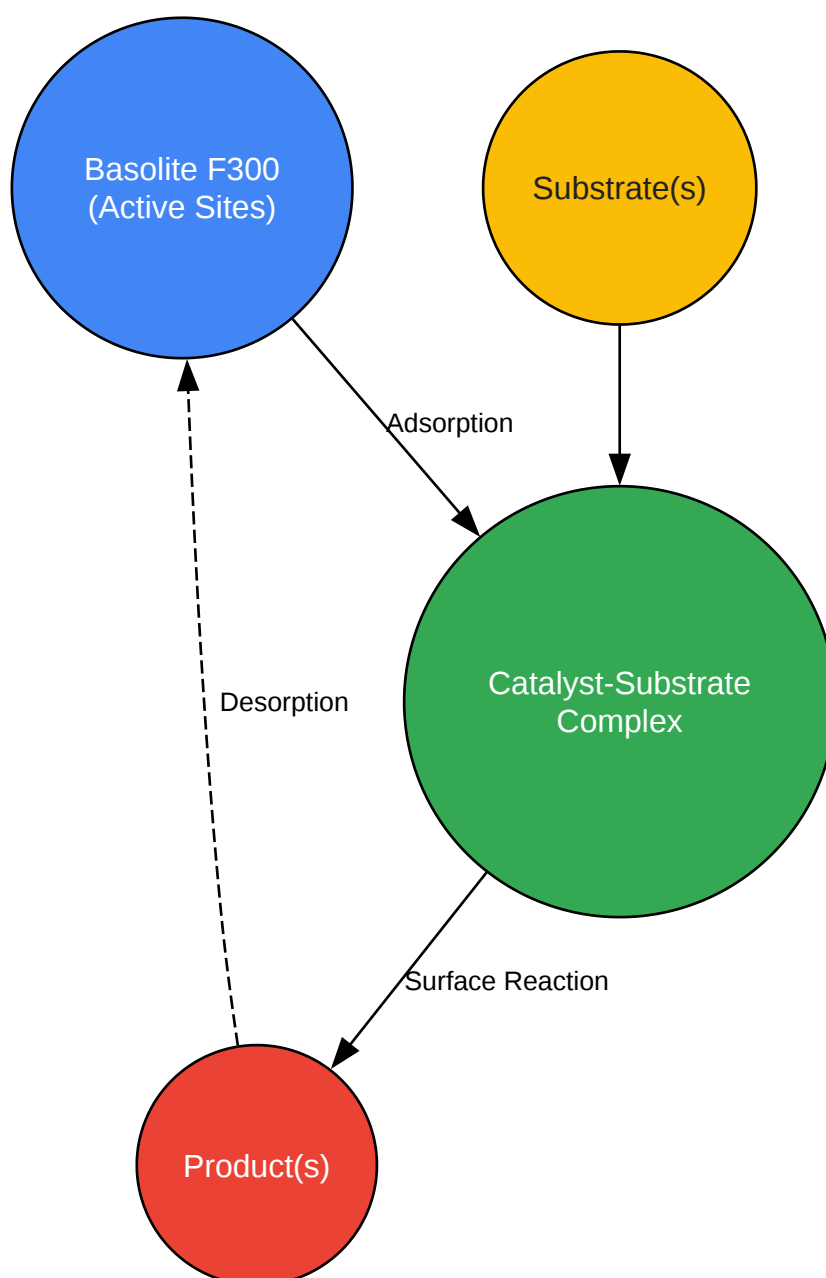 Basolite F300
(Active Sites)
Substrate(s)
Adsorption
Catalyst-Substrate
Complex
Desorption
Surface Reaction
Product(s)